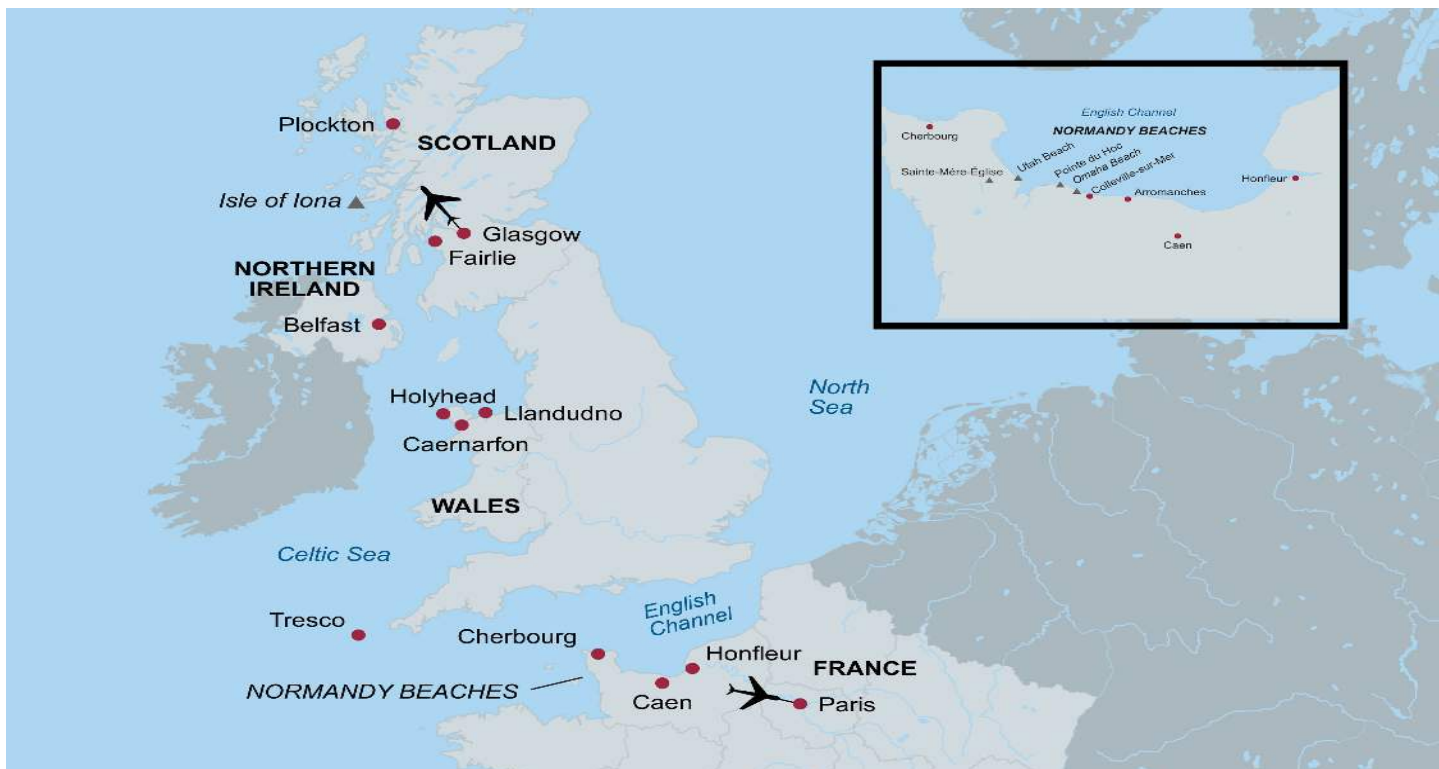 Plockton
SCOTLAND
Isle of Iona
Glasgow
Fairlie
NORTHERN
IRELAND
Belfast
Holyhead
Llandudno
Caernarfon
WALES
North
Sea
Celtic Sea
Tresco
English
Channel
Cherbourg
Honfleur
FRANCE
NORMANDY BEACHES
Caen
Paris
English Channel
NORMANDY BEACHES
Cherbourg
Sainte-Mère-Église
Utah Beach
Pointe du Hoc
Omaha Beach
Colleville-sur-Mer
Arromanches
Honfleur
Caen